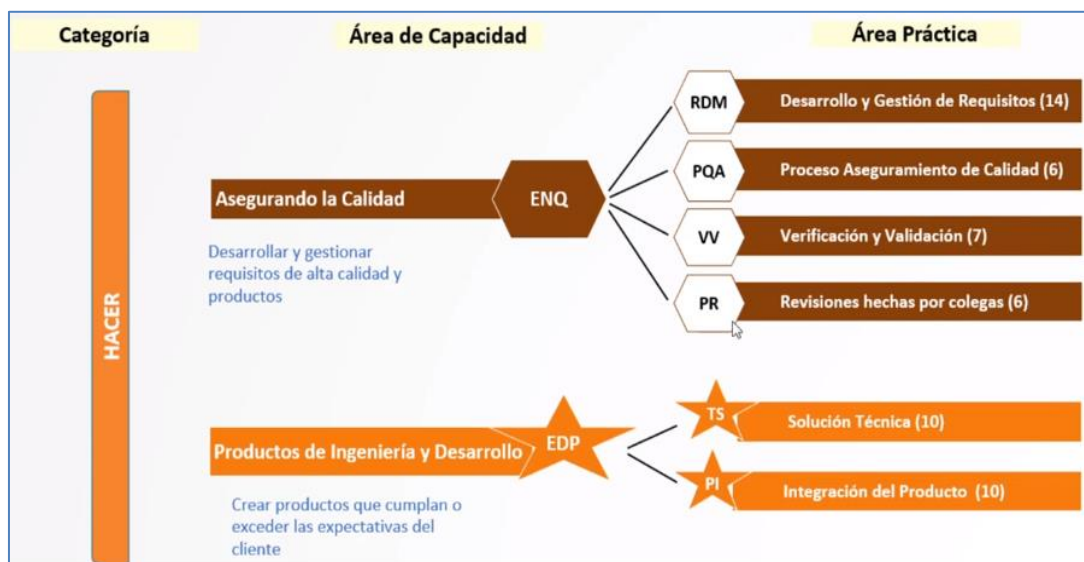 Categoría
Área de Capacidad
Área Práctica
HACER
Asegurando la Calidad
ENQ
Desarrollar y gestionar
requisitos de alta calidad y
productos
RDM
Desarrollo y Gestión de Requisitos (14)
PQA
Proceso Aseguramiento de Calidad (6)
VV
Verificación y Validación (7)
PR
Revisiones hechas por colegas (6)
Productos de Ingeniería y Desarrollo
EDP
Crear productos que cumplan o
exceder las expectativas del
cliente
TS
Solución Técnica (10)
PI
Integración del Producto (10)